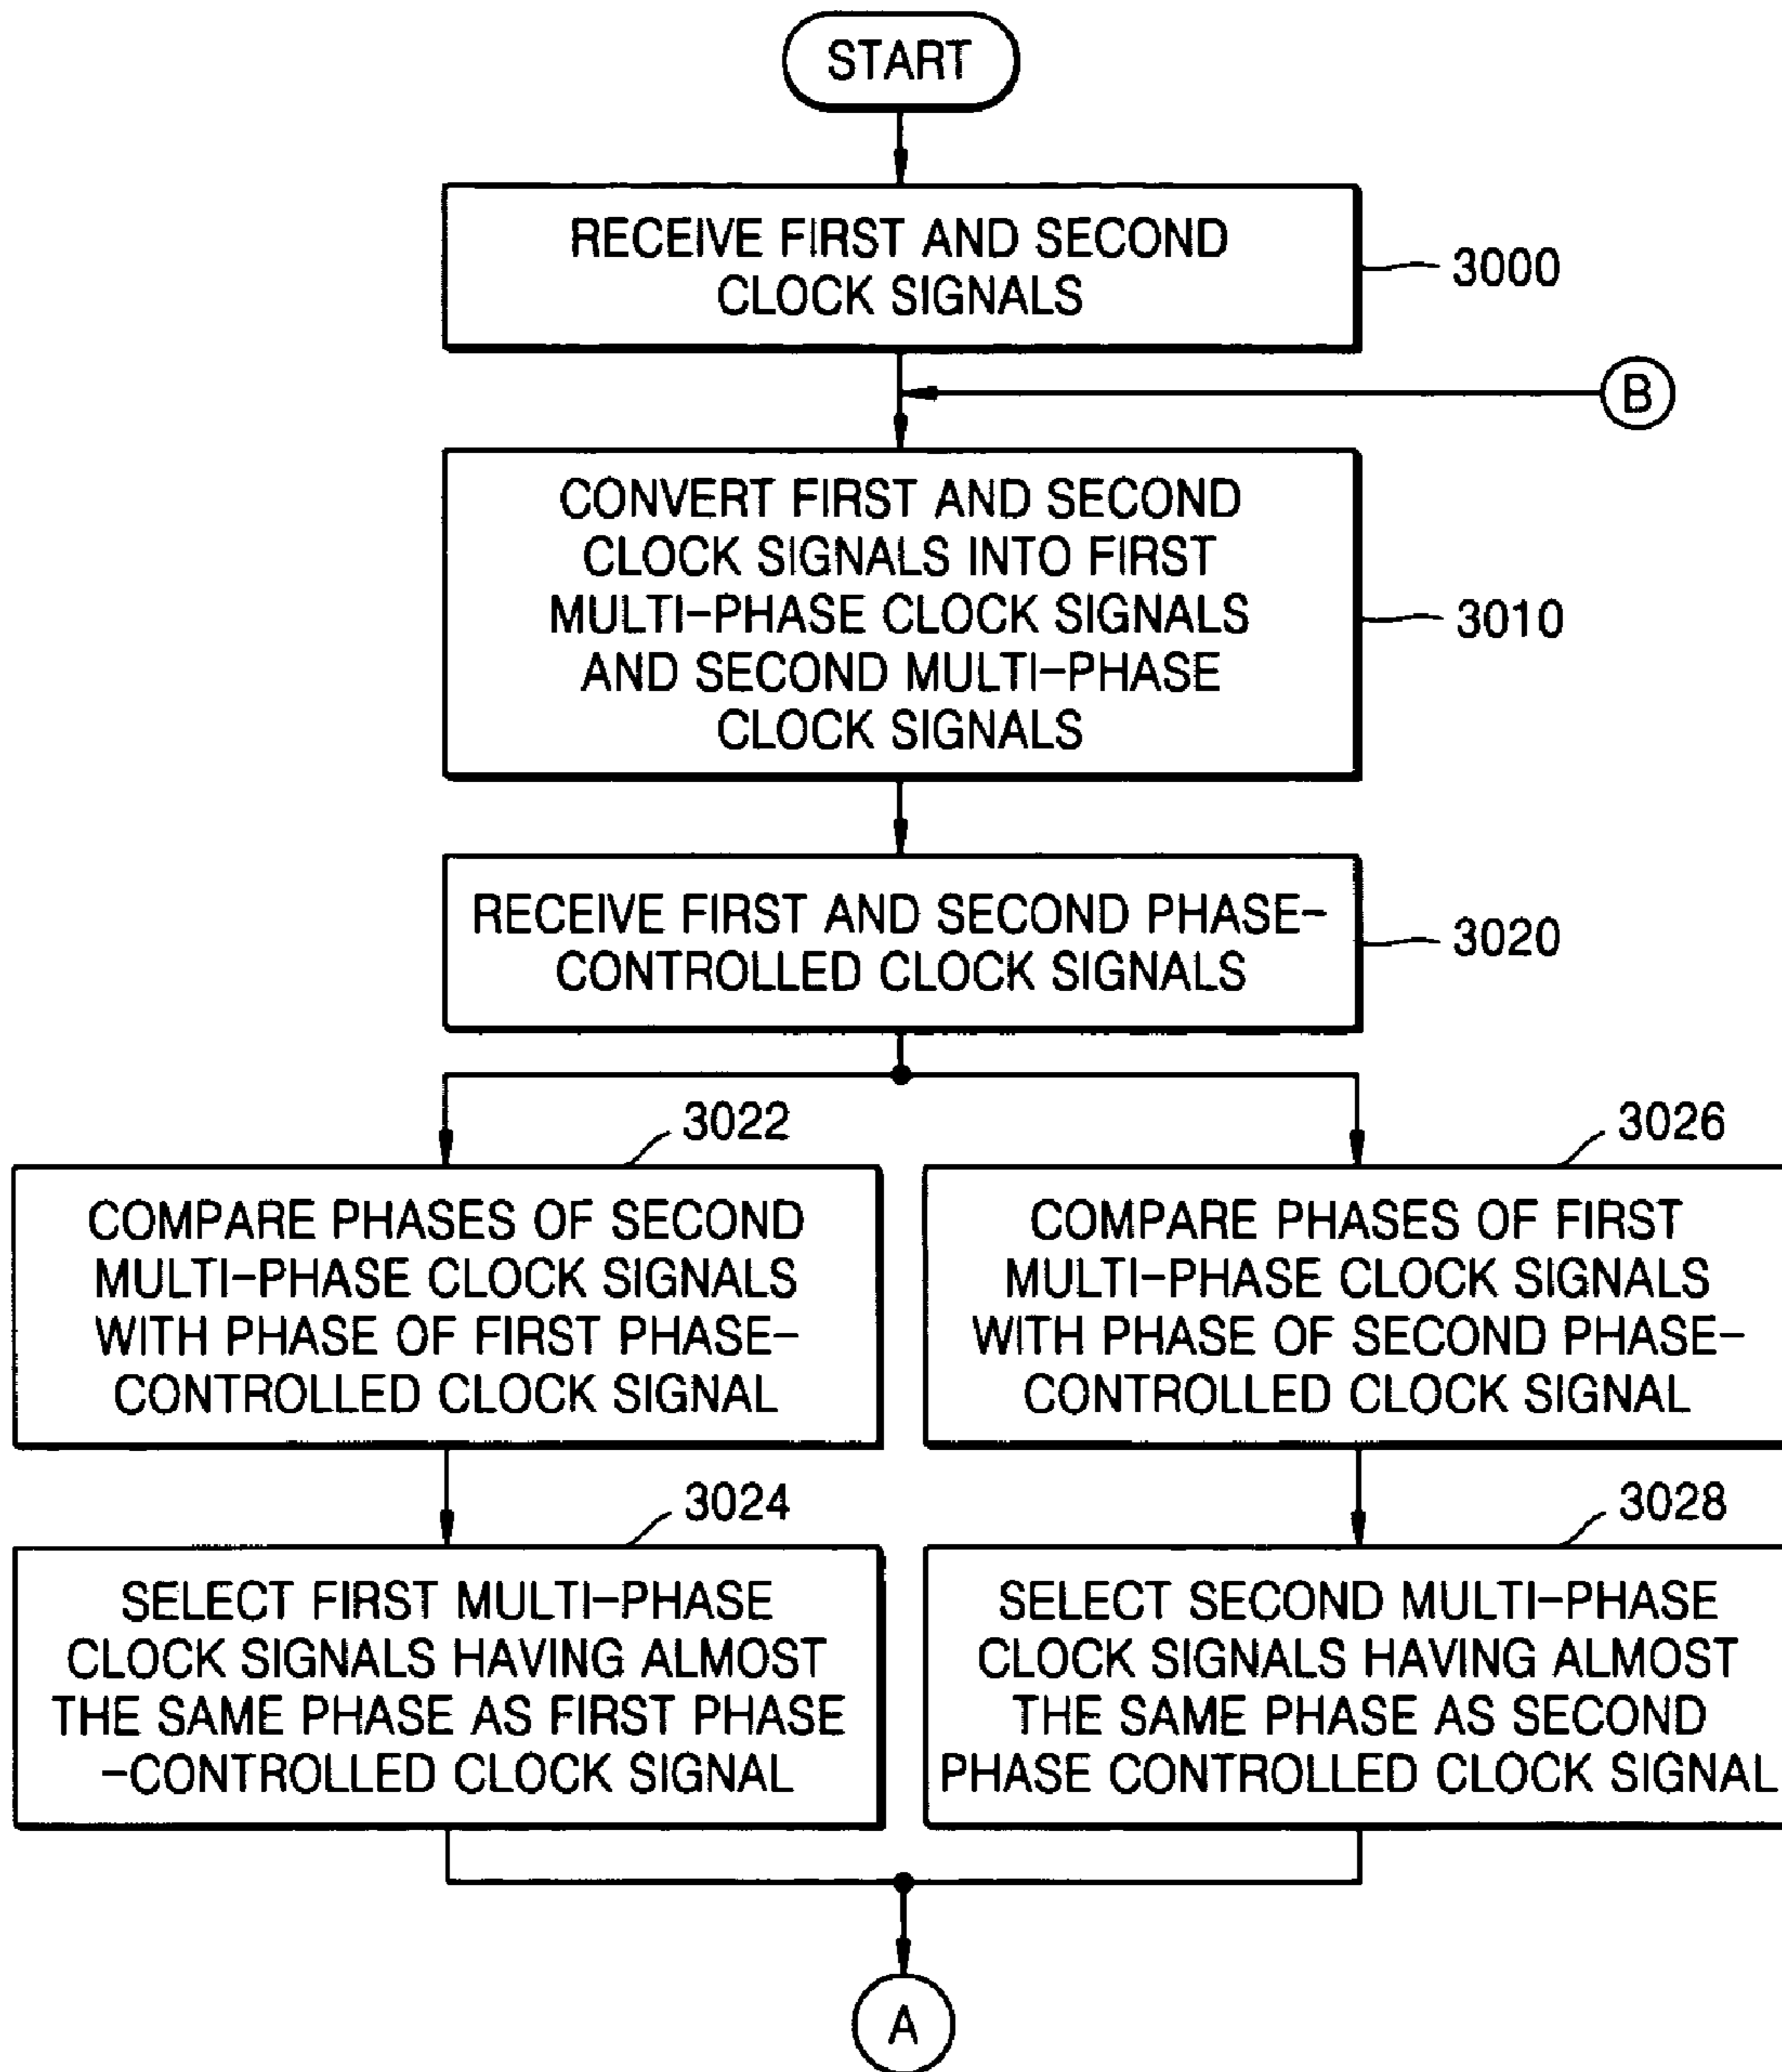 START
RECEIVE FIRST AND SECOND
CLOCK SIGNALS
3000
B
CONVERT FIRST AND SECOND
CLOCK SIGNALS INTO FIRST
MULTI-PHASE CLOCK SIGNALS
AND SECOND MULTI-PHASE
CLOCK SIGNALS
3010
RECEIVE FIRST AND SECOND PHASE-
CONTROLLED CLOCK SIGNALS
3020
3022
COMPARE PHASES OF SECOND
MULTI-PHASE CLOCK SIGNALS
WITH PHASE OF FIRST PHASE-
CONTROLLED CLOCK SIGNAL
3026
COMPARE PHASES OF FIRST
MULTI-PHASE CLOCK SIGNALS
WITH PHASE OF SECOND PHASE-
CONTROLLED CLOCK SIGNAL
3024
SELECT FIRST MULTI-PHASE
CLOCK SIGNALS HAVING ALMOST
THE SAME PHASE AS FIRST PHASE
-CONTROLLED CLOCK SIGNAL
3028
SELECT SECOND MULTI-PHASE
CLOCK SIGNALS HAVING ALMOST
THE SAME PHASE AS SECOND
PHASE CONTROLLED CLOCK SIGNAL
A